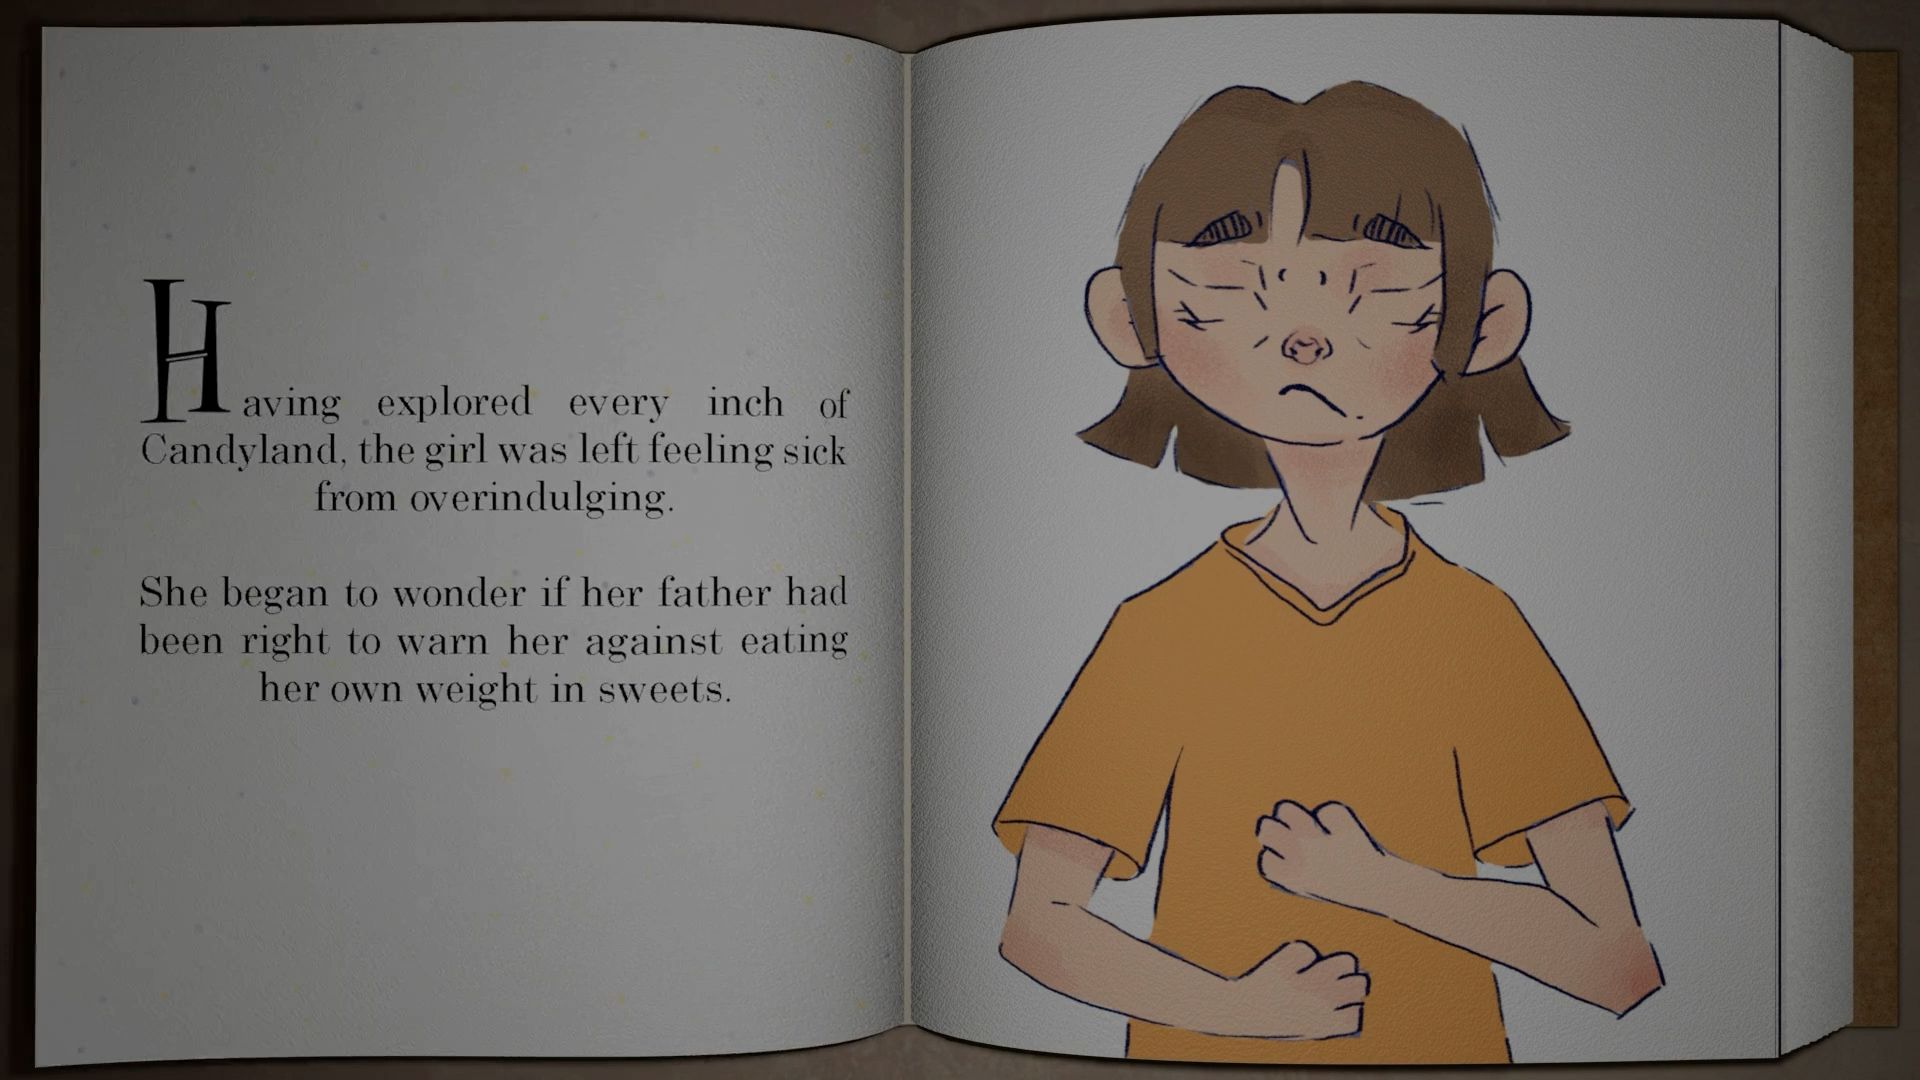 Having explored every inch of
Candyland, the girl was left feeling sick
from overindulging.
She began to wonder if her father had
been right to warn her against eating
her own weight in sweets.